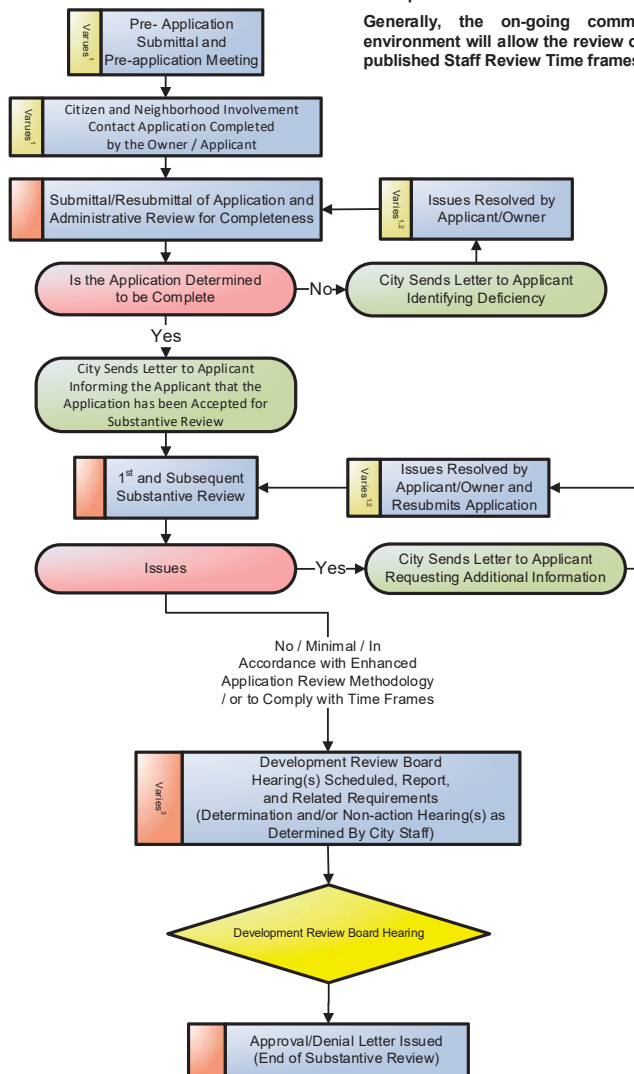 Generally, the on-going comm
environment will allow the review o
published Staff Review Time frames
Varues1
Pre- Application
Submittal and
Pre-application Meeting
Varues1
Citizen and Neighborhood Involvement
Contact Application Completed
by the Owner / Applicant
Submittal/Resubmittal of Application and
Administrative Review for Completeness
Varies1,2
Issues Resolved by
Applicant/Owner
Is the Application Determined
to be Complete
No
City Sends Letter to Applicant
Identifying Deficiency
Yes
City Sends Letter to Applicant
Informing the Applicant that the
Application has been Accepted for
Substantive Review
1st and Subsequent
Substantive Review
Varies1,2
Issues Resolved by
Applicant/Owner and
Resubmits Application
Issues
Yes
City Sends Letter to Applicant
Requesting Additional Information
No / Minimal / In
Accordance with Enhanced
Application Review Methodology
/ or to Comply with Time Frames
Varies3
Development Review Board
Hearing(s) Scheduled, Report,
and Related Requirements
(Determination and/or Non-action Hearing(s) as
Determined By City Staff)
Development Review Board Hearing
Approval/Denial Letter Issued
(End of Substantive Review)